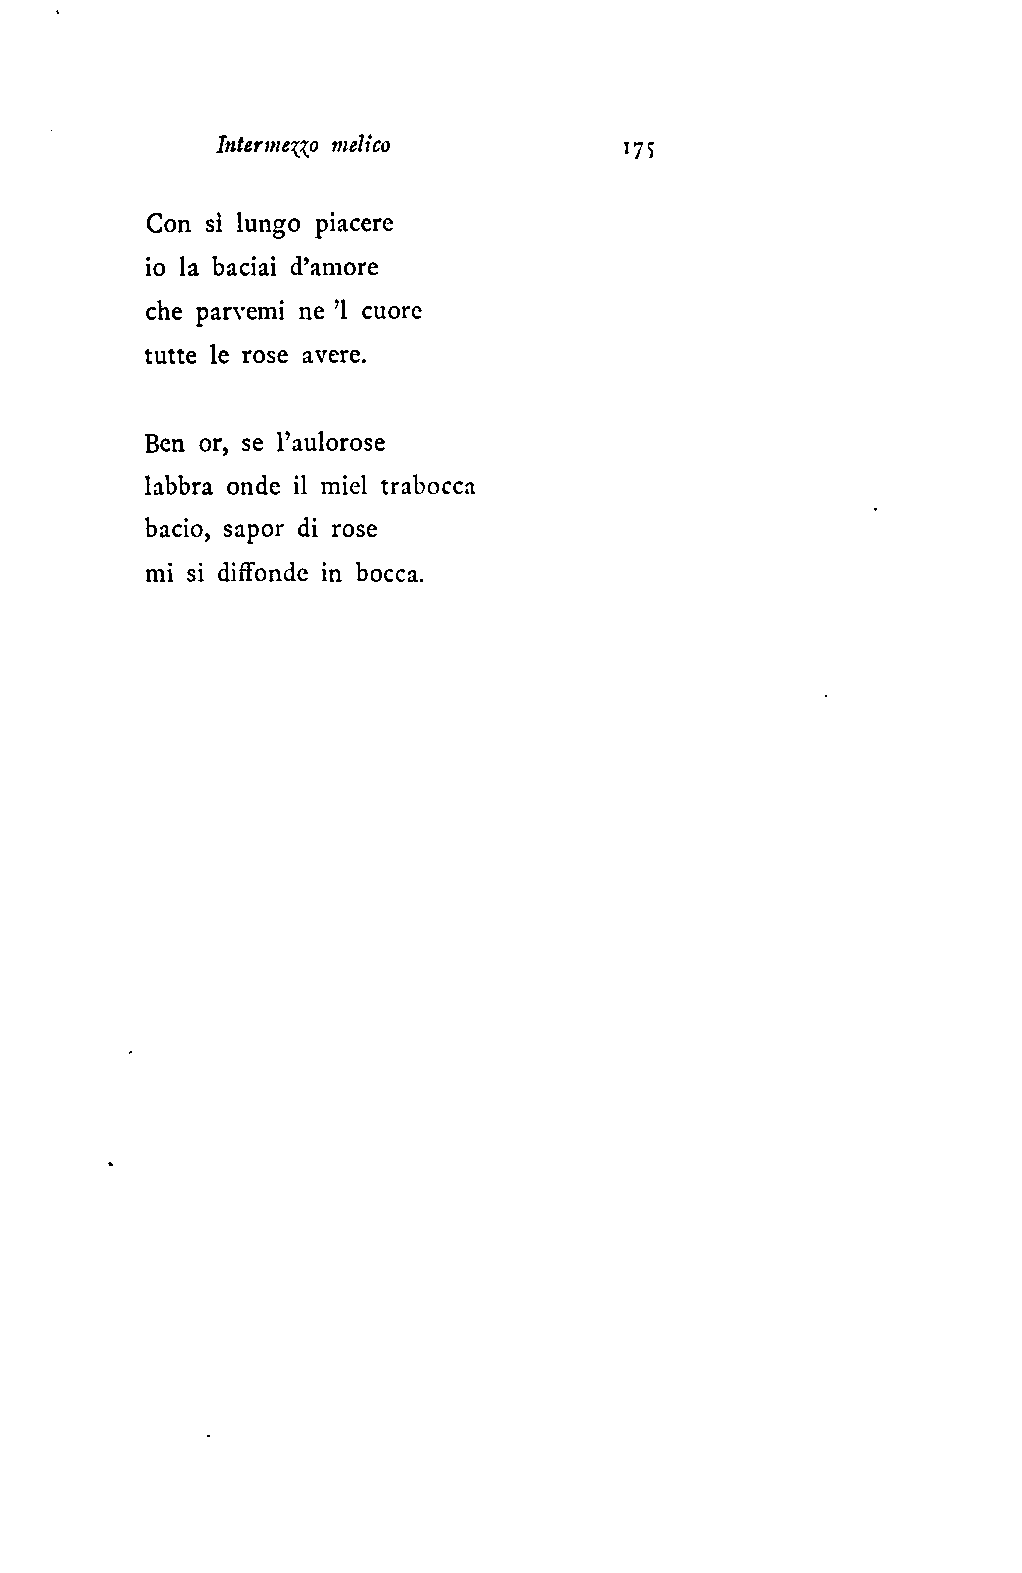 Intermezzo melico 175
Con sì lungo piacere
io la baciai d'amore
che parvemi ne 'l cuore
tutte le rose avere.
Ben or, se l'aulorose
labbra onde il miel trabocca
bacio, sapor di rose
mi si diffonde in bocca.